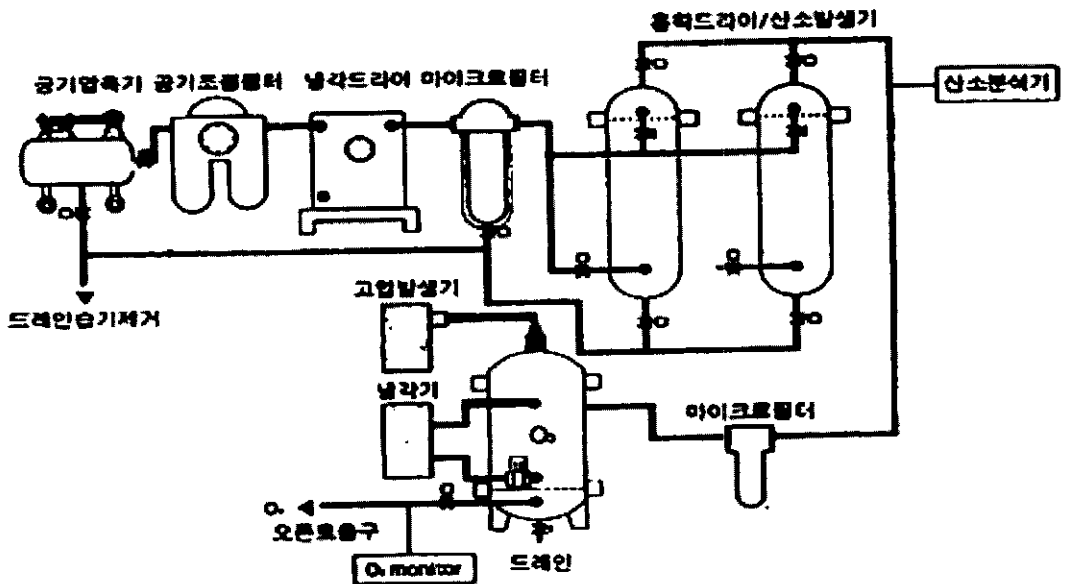 흡착드라이/산소발생기
공기압축기 공기조절필터 냉각드라이어 마이크로필터
산소분석기
드레인습기제거
고압발생기
냉각기
마이크로필터
O₃
오존토출구
O₃ monitor
드레인